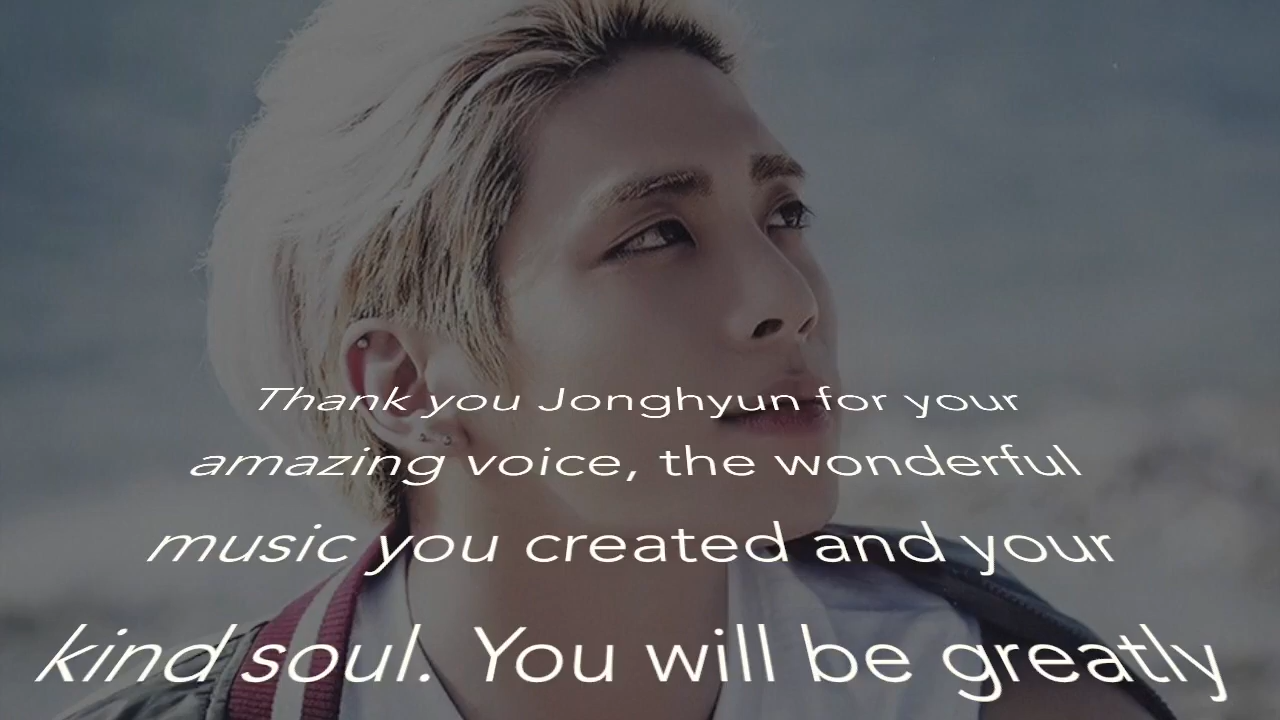 Thank you Jonghyun for your
amazing voice, the wonderful
music you created and your
kind soul. You will be greatly